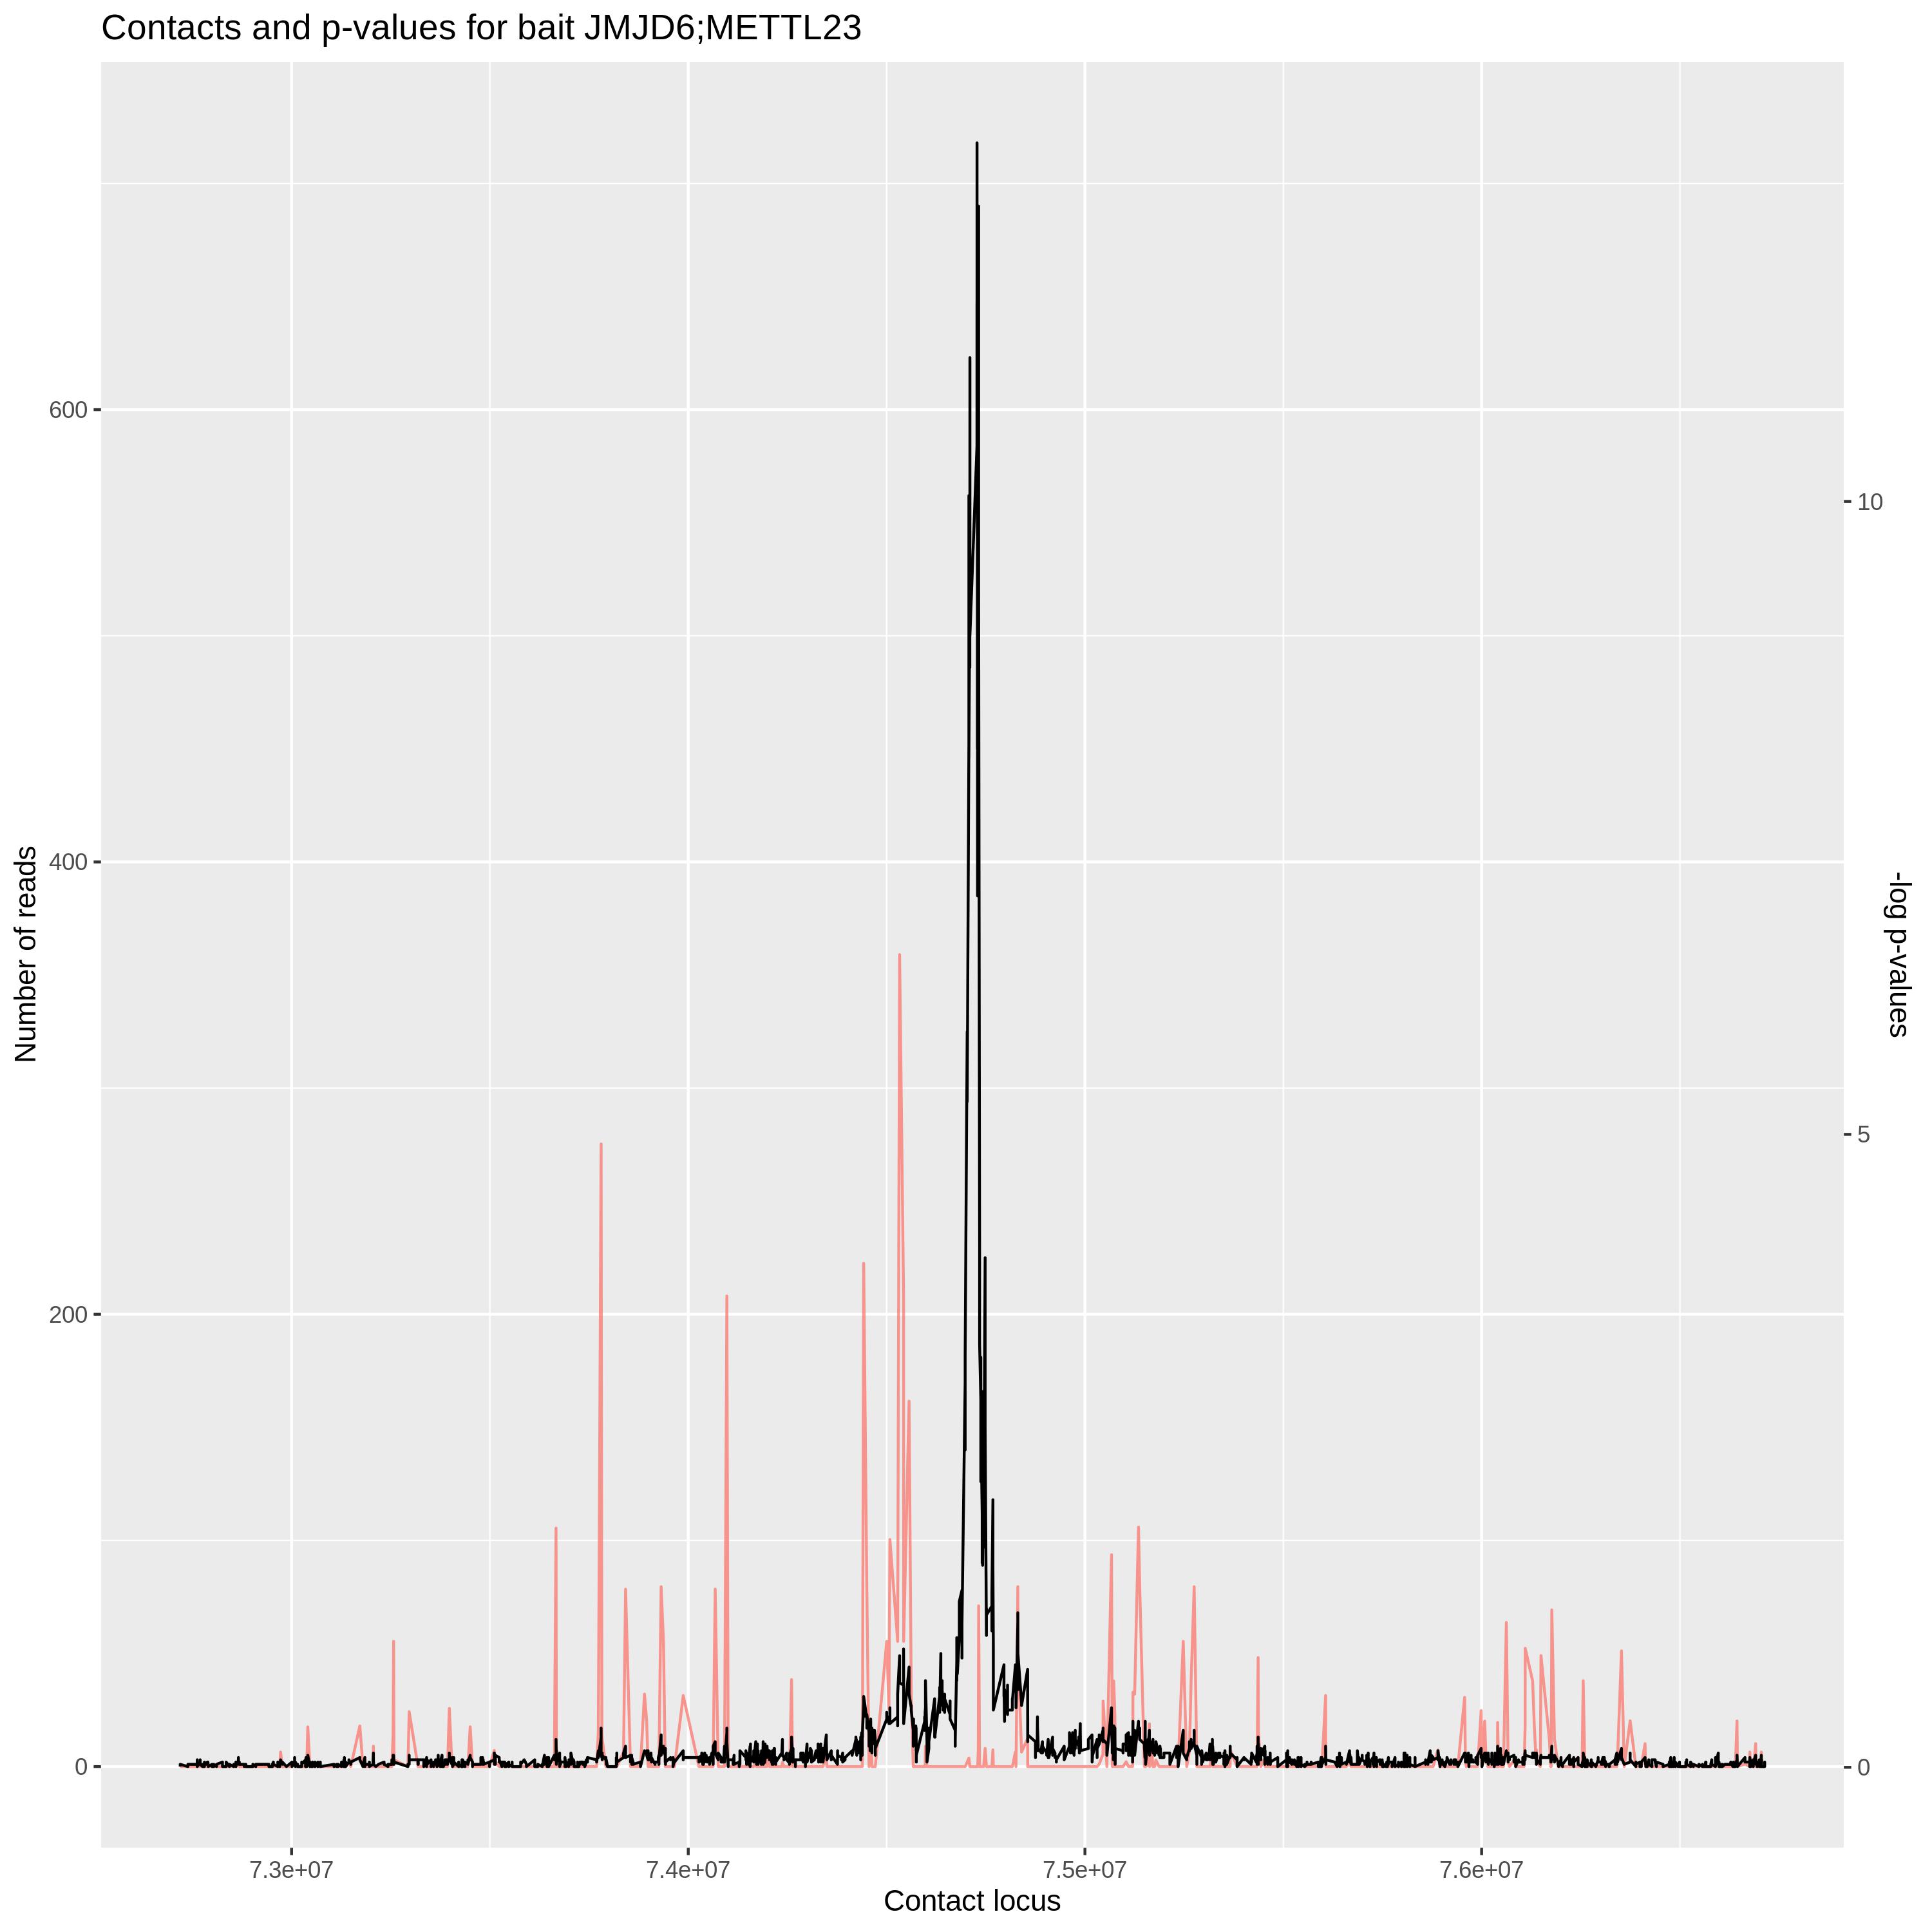 Contacts and p-values for bait JMJD6;METTL23
600
400
200
0
Number of reads
10
5
0
-log p-values
7.3e+07
7.4e+07
7.5e+07
7.6e+07
Contact locus